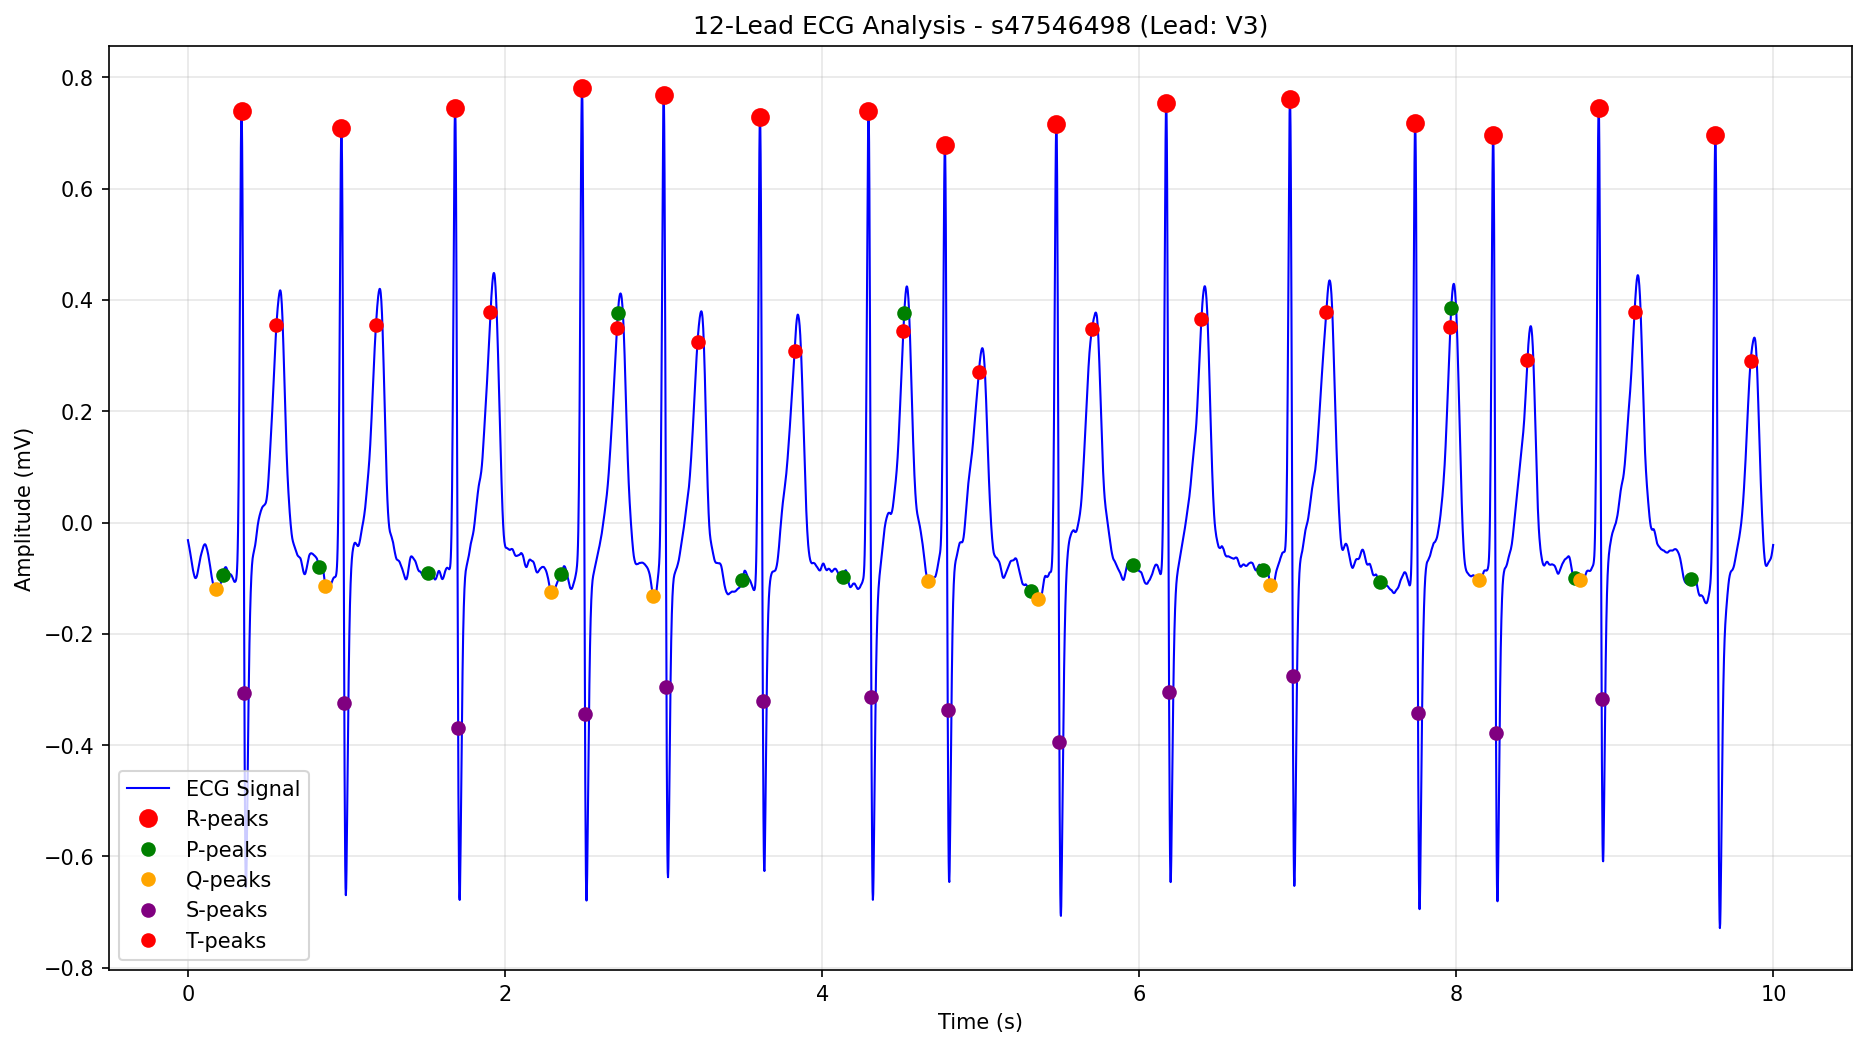 12-Lead ECG Analysis - s47546498 (Lead: V3)
Amplitude (mV)
0.8
0.6
0.4
0.2
0.0
−0.2
−0.4
−0.6
−0.8
ECG Signal
R-peaks
P-peaks
Q-peaks
S-peaks
T-peaks
0 2 4 6 8 10
Time (s)